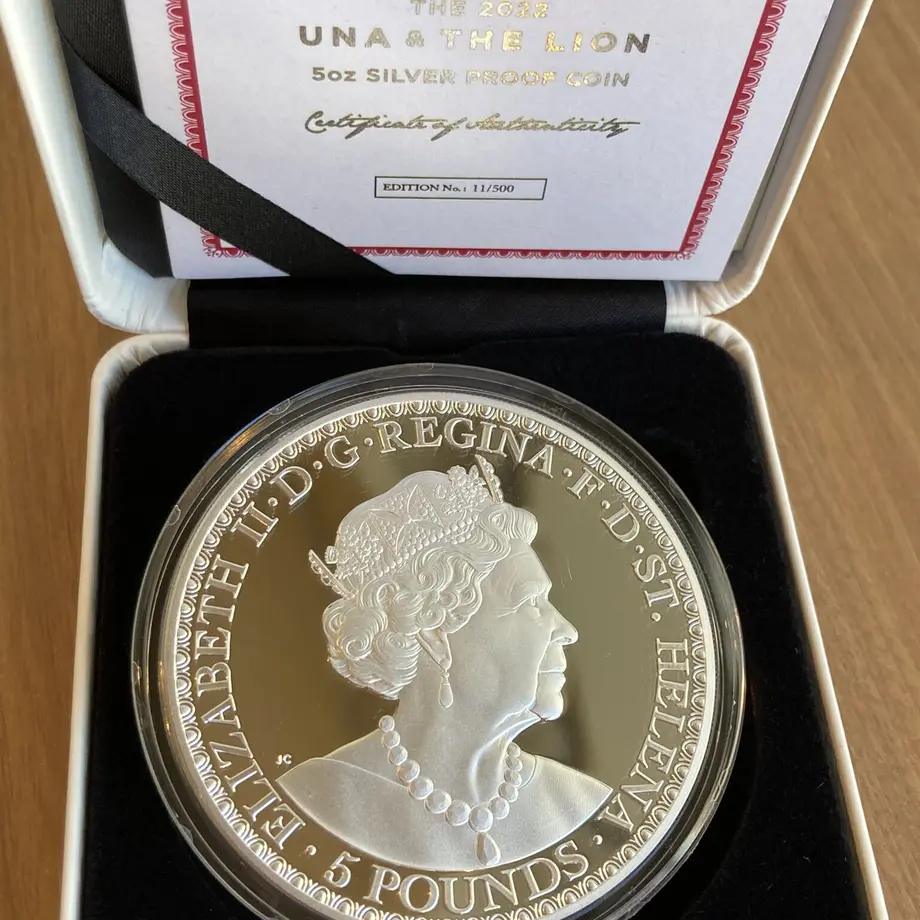 THE 2022
UNA & THE LION
5oz SILVER PROOF COIN
Certificate of Authenticity
EDITION No.: 11/500
ELIZABETH II·D·G·REGINA·F·D·ST·HELENA·5 POUNDS·
JC